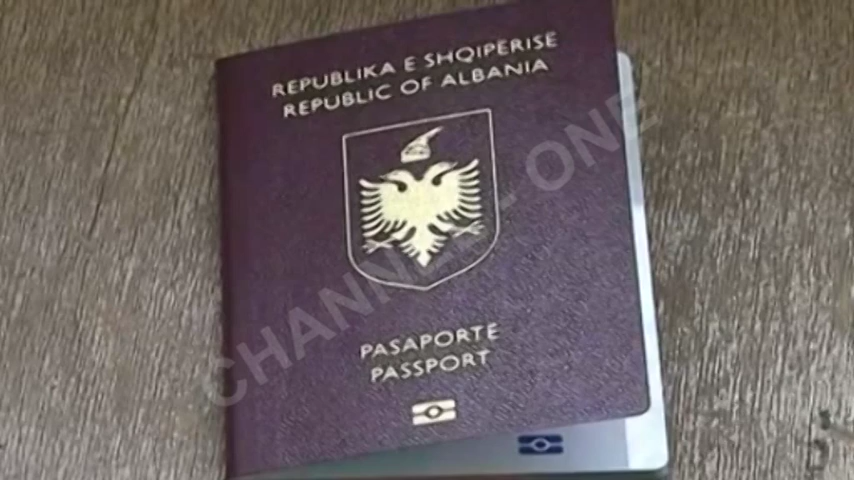 REPUBLIKA E SHQIPERISE
REPUBLIC OF ALBANIA
CHANNEL ONE
PASAPORTE
PASSPORT